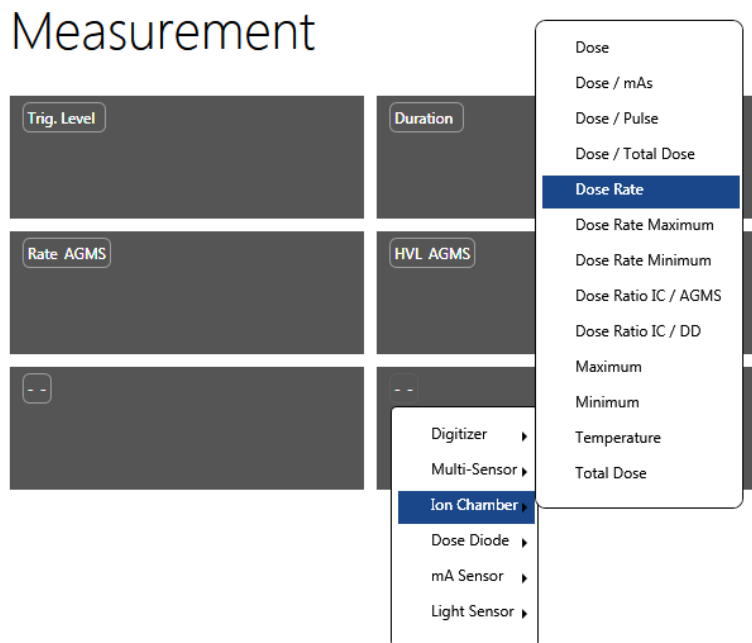 Measurement
Trig. Level
Duration
Rate AGMS
HVL AGMS
- -
- -
Digitizer
Multi-Sensor
Ion Chamber
Dose Diode
mA Sensor
Light Sensor
Dose
Dose / mAs
Dose / Pulse
Dose / Total Dose
Dose Rate
Dose Rate Maximum
Dose Rate Minimum
Dose Ratio IC / AGMS
Dose Ratio IC / DD
Maximum
Minimum
Temperature
Total Dose